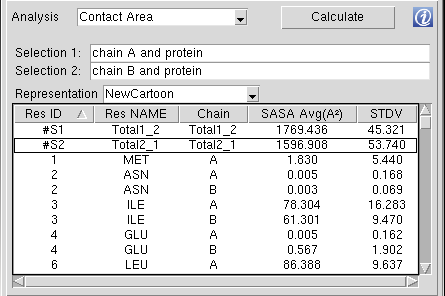 Analysis Contact Area Calculate
Selection 1: chain A and protein
Selection 2: chain B and protein
Representation NewCartoon
Res ID Res NAME Chain SASA Avg(A²) STDV
#S1 Total1_2 Total1_2 1769.436 45.321
#S2 Total2_1 Total2_1 1596.908 53.740
1 MET A 1.830 5.440
2 ASN A 0.005 0.168
2 ASN B 0.003 0.069
3 ILE A 78.304 16.283
3 ILE B 61.301 9.470
4 GLU A 0.005 0.162
4 GLU B 0.567 1.902
6 LEU A 86.388 9.637